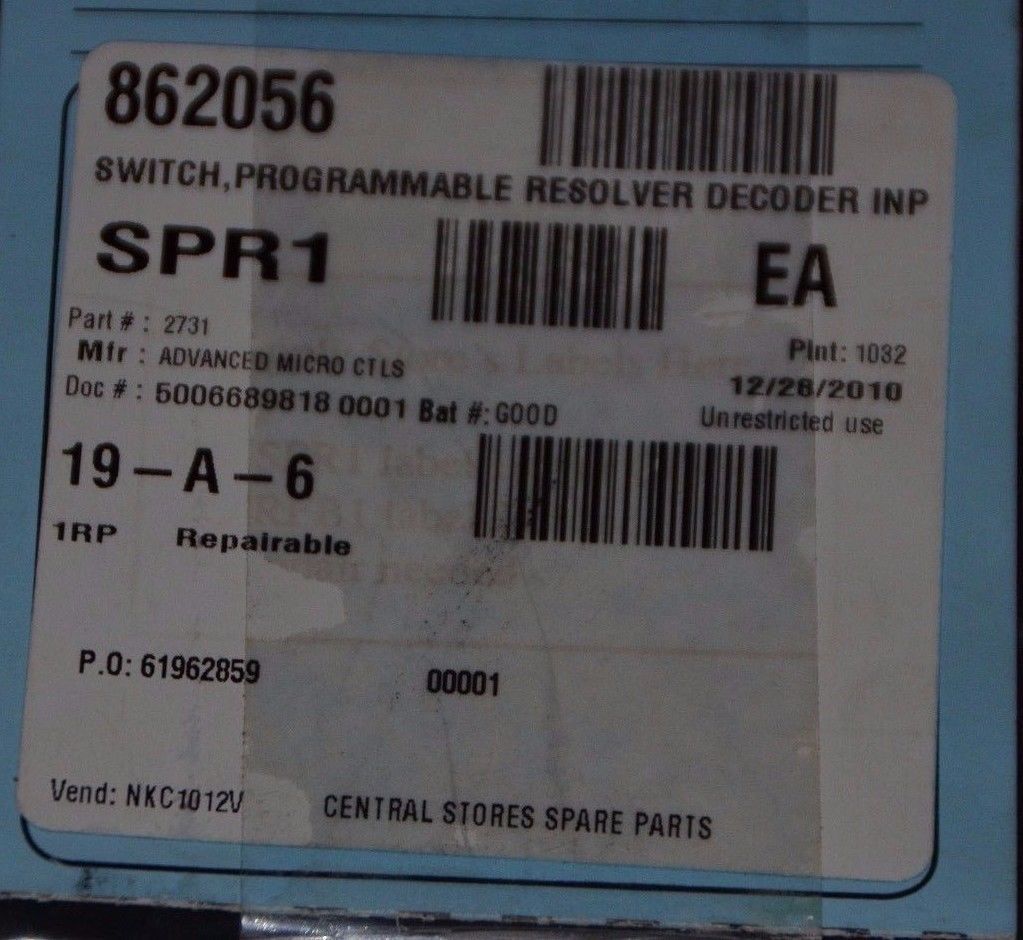 862056
SWITCH,PROGRAMMABLE RESOLVER DECODER INP
SPR1 EA
Part # : 2731
Mfr : ADVANCED MICRO CTLS Plnt: 1032
12/28/2010
Doc # : 5006689818 0001 Bat #: GOOD Unrestricted use
19-A-6
1RP Repairable
P.O: 61962859 00001
Vend: NKC1012V CENTRAL STORES SPARE PARTS